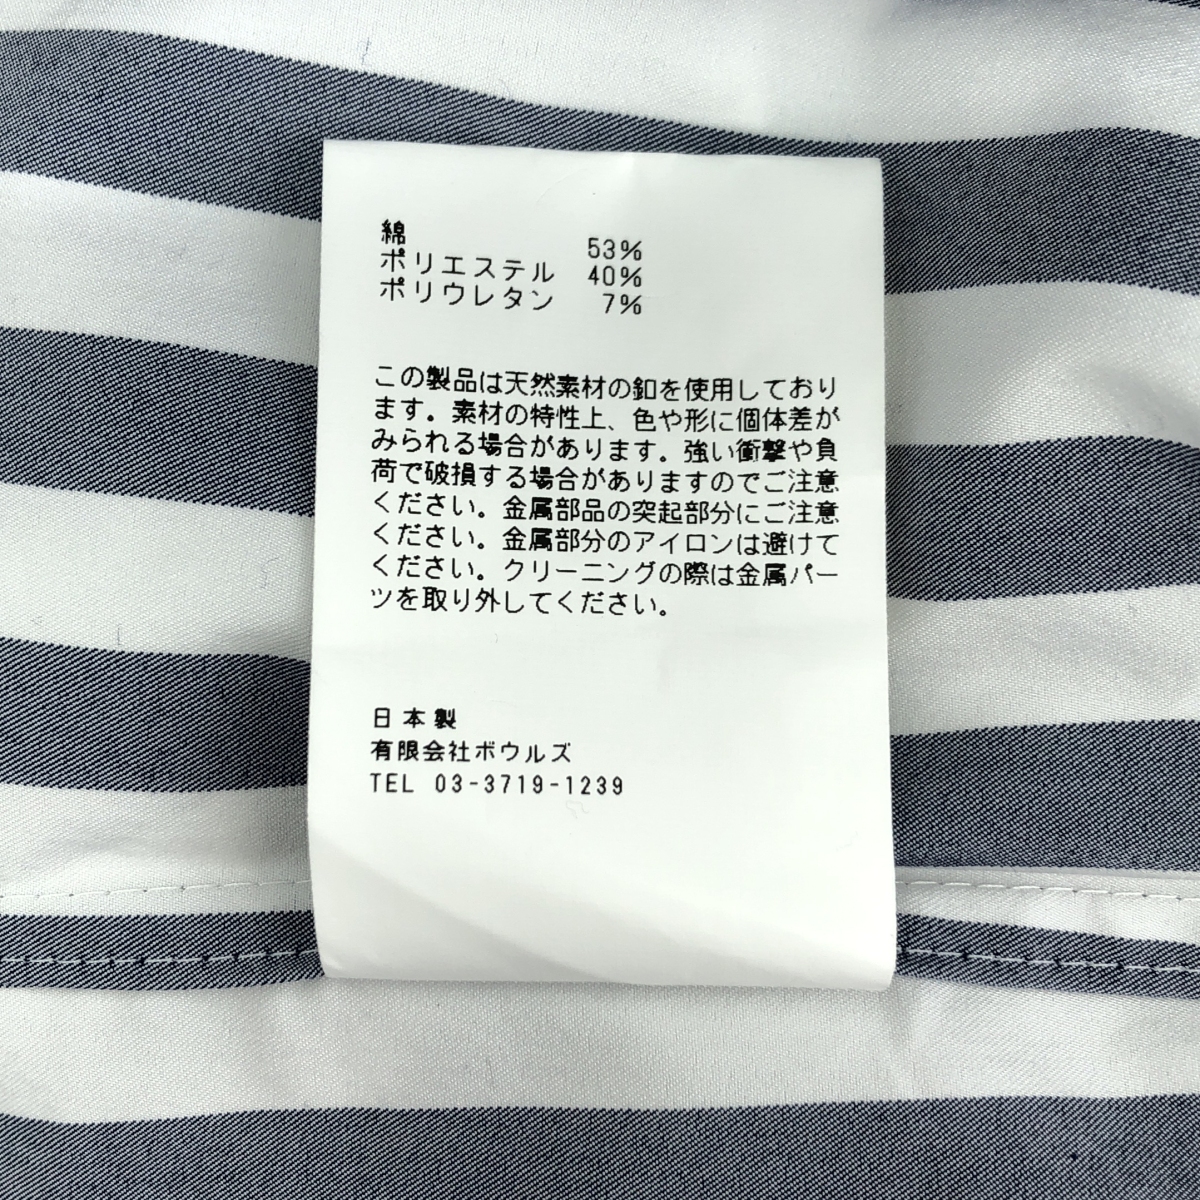 綿 53%
ポリエステル 40%
ポリウレタン 7%
この製品は天然素材の釦を使用しており
ます。素材の特性上、色や形に個体差が
みられる場合があります。強い衝撃や負
荷で破損する場合がありますのでご注意
ください。金属部品の突起部分にご注意
ください。金属部分のアイロンは避けて
ください。クリーニングの際は金属パー
ツを取り外してください。
日本製
有限会社ボウルズ
TEL 03-3719-1239